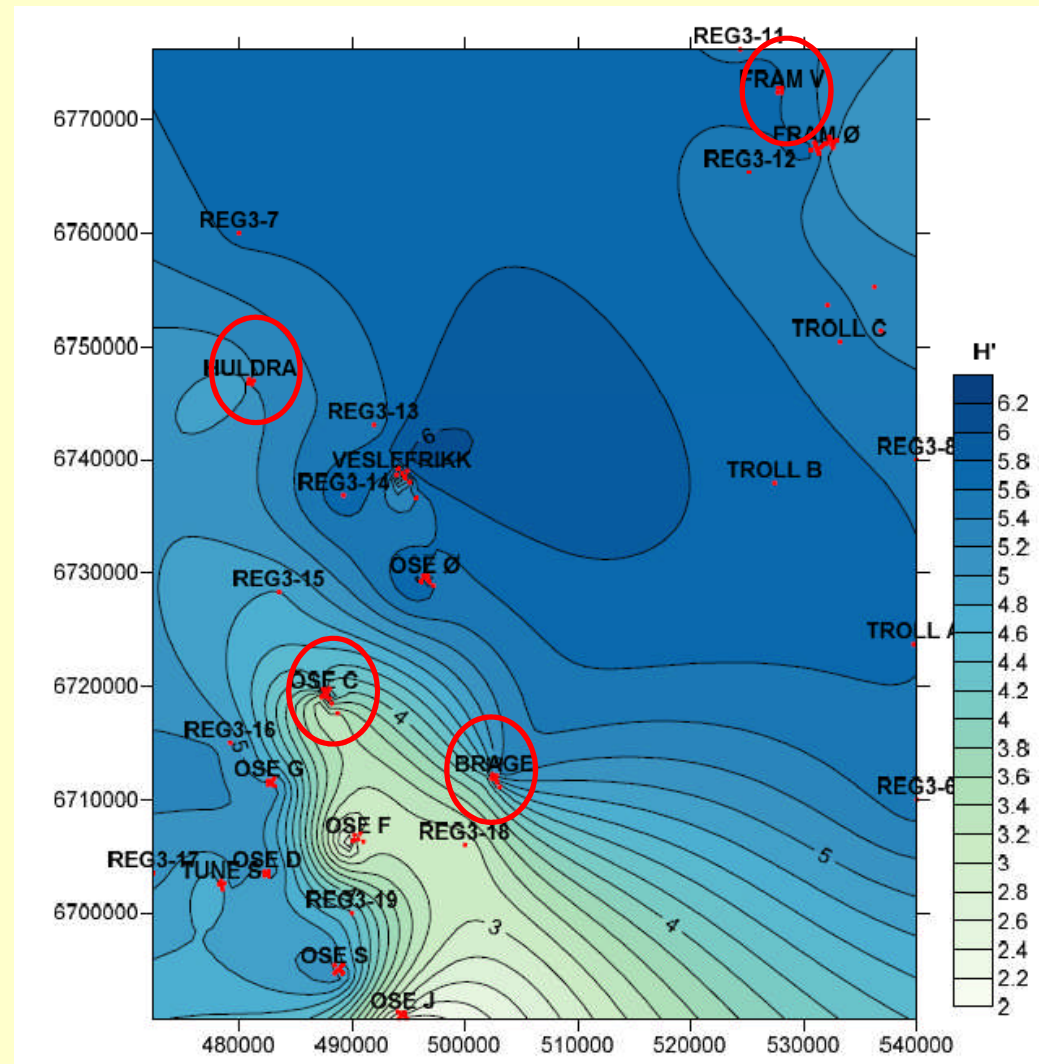 REG3-11
FRAM V
6770000
FRAM Ø
REG3-12
6760000
REG3-7
6750000
TROLL C
HULDRA
H'
REG3-13
6
6740000
VESLEFRIKK
REG3-14
TROLL B
REG3-8
6730000
OSE Ø
REG3-15
TROLL A
6720000
OSE C
4
REG3-16
5
OSE G
BRAGE
6710000
REG3-6
OSE F
REG3-18
5
REG3-17
OSE D
TUNE S
6700000
REG3-19
3
4
OSE S
OSE J
480000 490000 500000 510000 520000 530000 540000
6.2
6
5.8
5.6
5.4
5.2
5
4.8
4.6
4.4
4.2
4
3.8
3.6
3.4
3.2
3
2.8
2.6
2.4
2.2
2